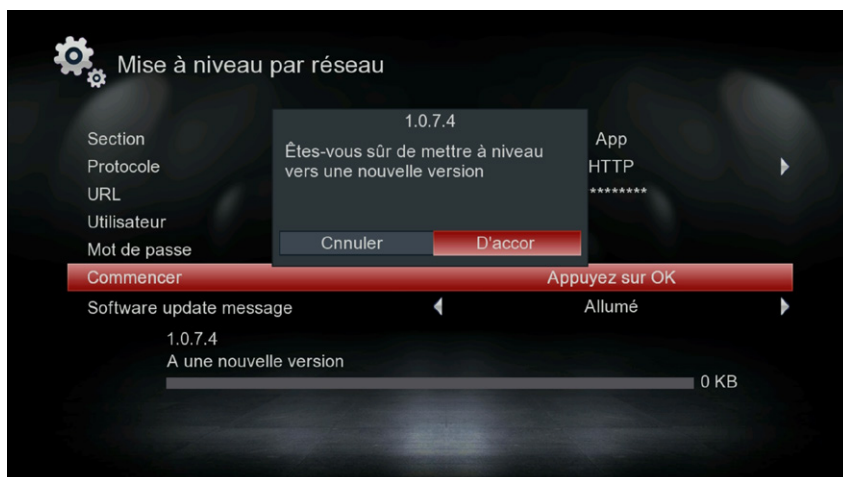 Mise à niveau par réseau
1.0.7.4
Êtes-vous sûr de mettre à niveau
vers une nouvelle version
Cnnuler D'accor
Section App
Protocole HTTP
URL ********
Utilisateur
Mot de passe
Commencer Appuyez sur OK
Software update message Allumé
1.0.7.4
A une nouvelle version
0 KB